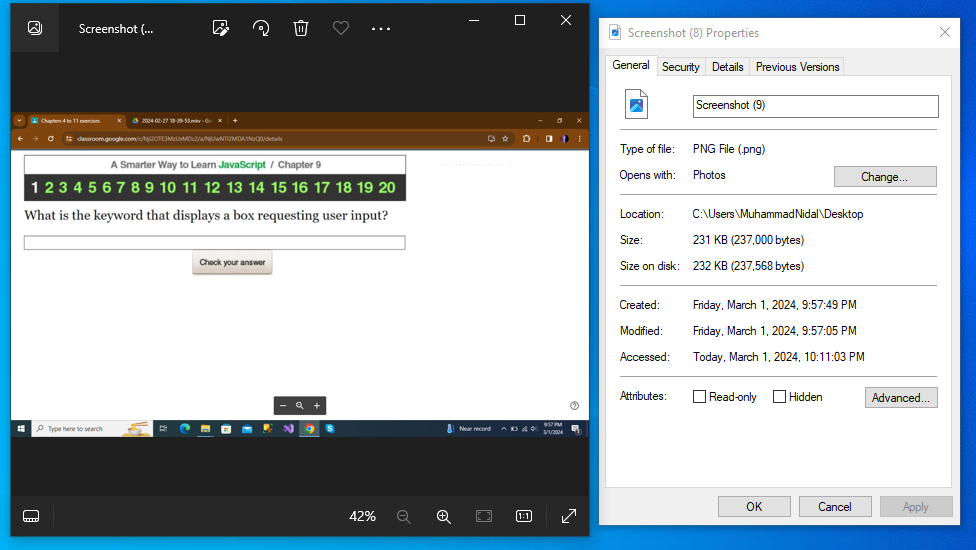 Screenshot (...
Chapters 4 to 11 exercises
2024-02-27 18-39-53.mkv - Go
A Smarter Way to Learn JavaScript / Chapter 9
1 2 3 4 5 6 7 8 9 10 11 12 13 14 15 16 17 18 19 20
What is the keyword that displays a box requesting user input?
Check your answer
Type here to search
Near record
9:57 PM
3/1/2024
42%
1:1
Screenshot (8) Properties
General
Security
Details
Previous Versions
Screenshot (9)
Type of file: PNG File (.png)
Opens with: Photos
Change...
Location: C:\Users\MuhammadNidal\Desktop
Size: 231 KB (237,000 bytes)
Size on disk: 232 KB (237,568 bytes)
Created: Friday, March 1, 2024, 9:57:49 PM
Modified: Friday, March 1, 2024, 9:57:05 PM
Accessed: Today, March 1, 2024, 10:11:03 PM
Attributes:
Read-only
Hidden
Advanced...
OK
Cancel
Apply